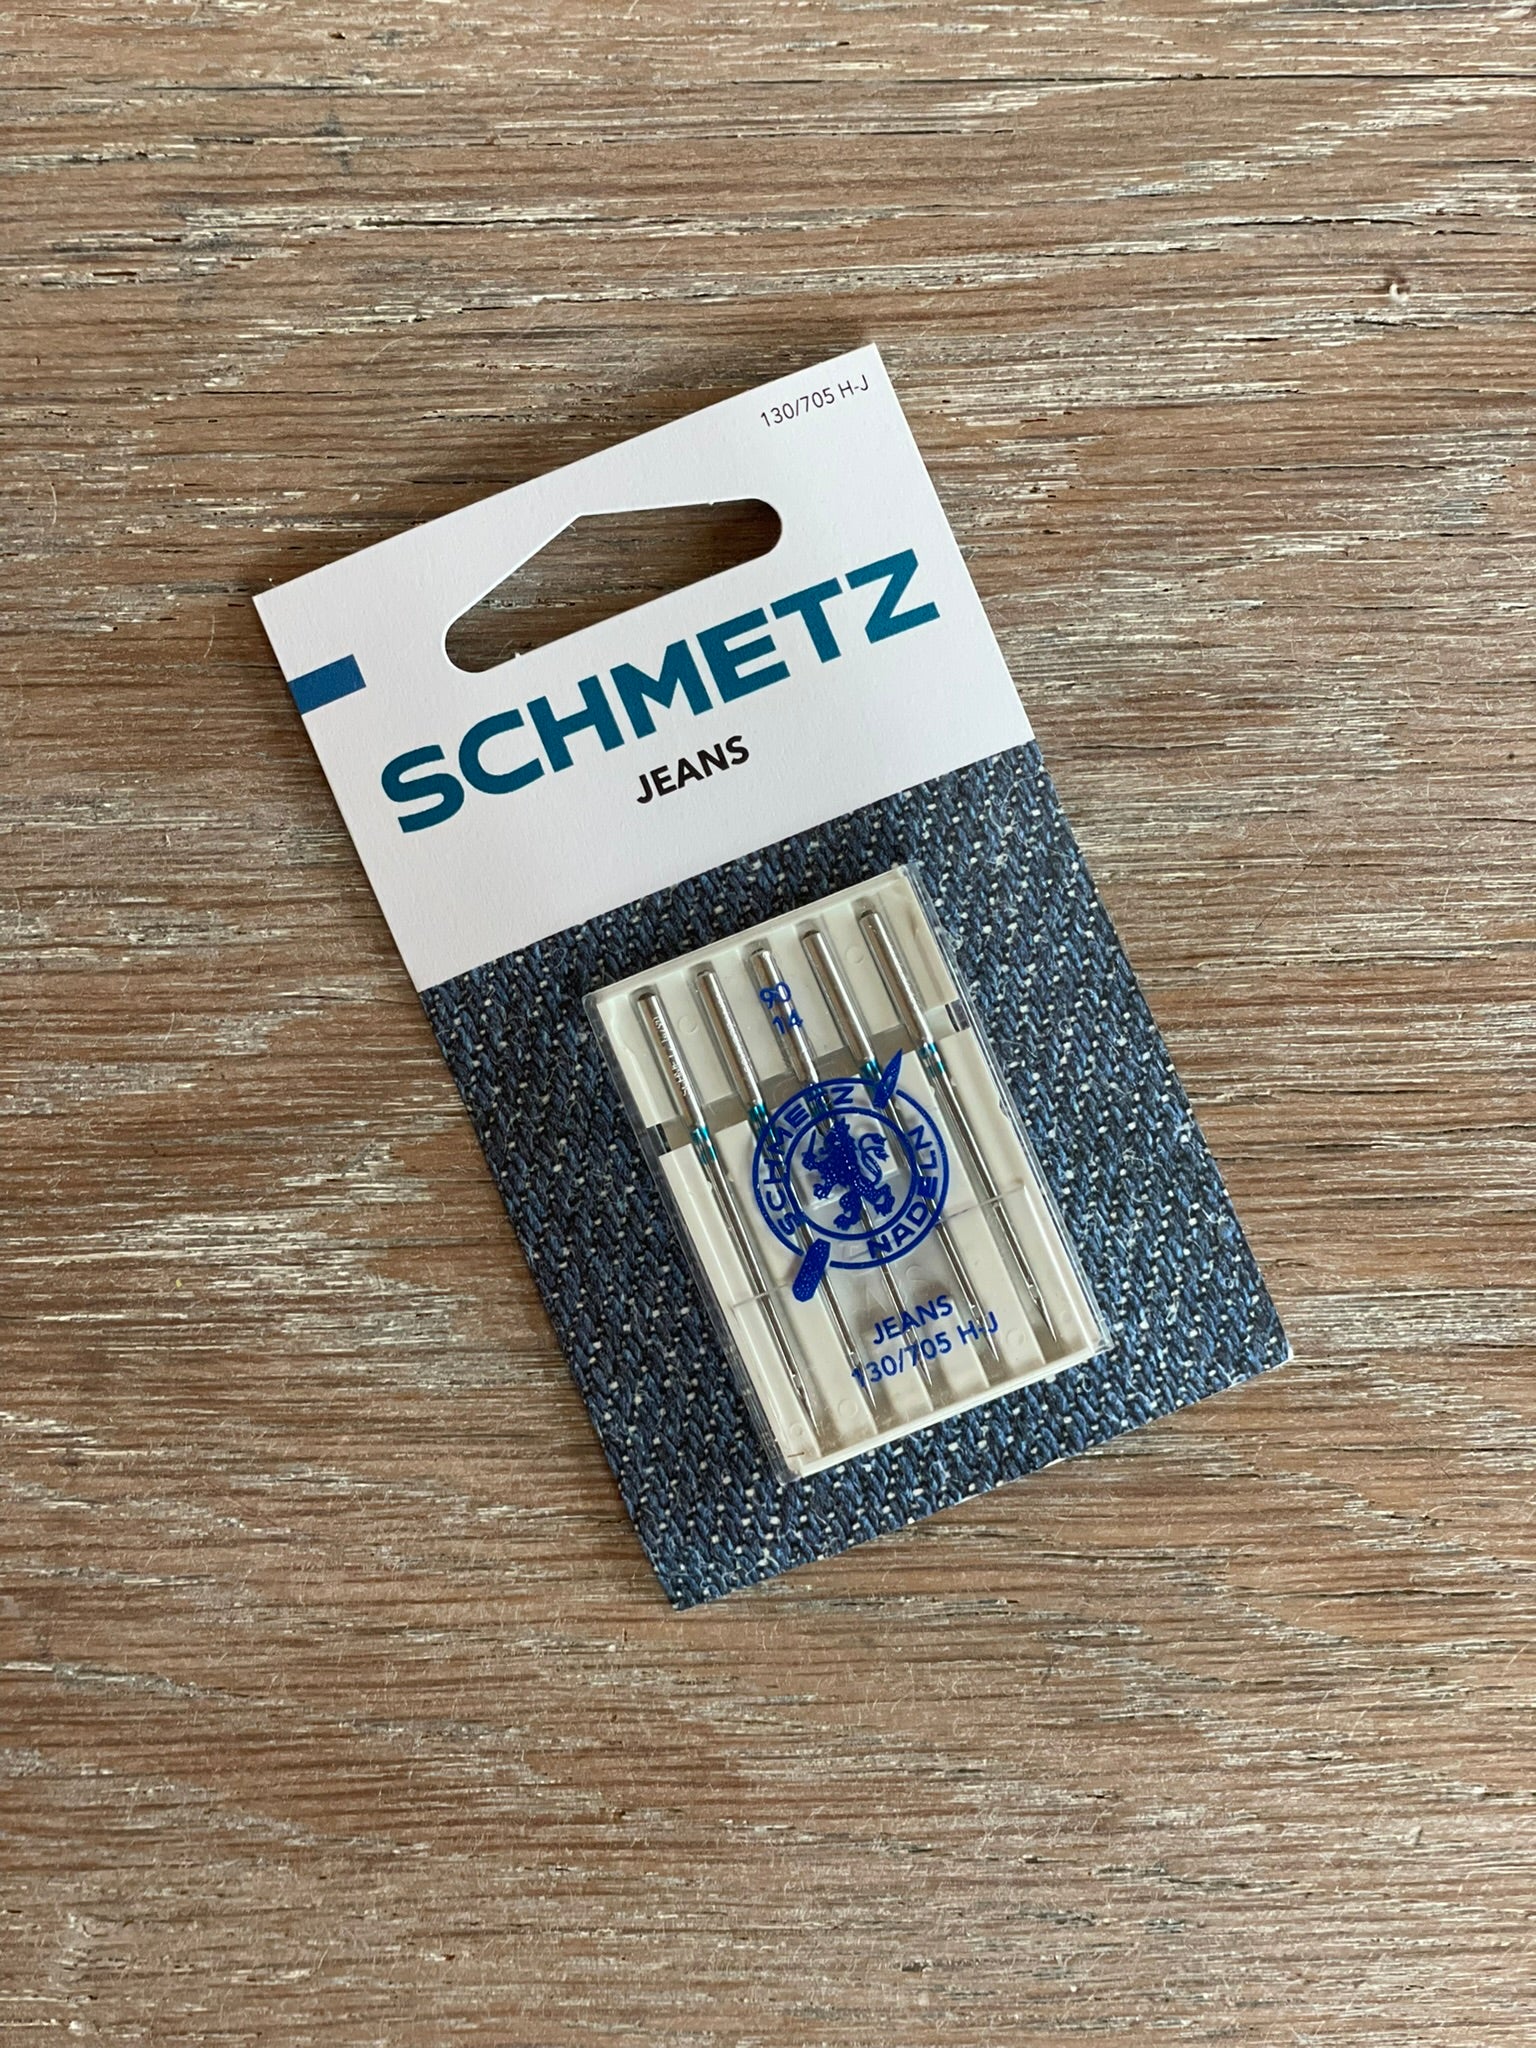 130/705 H-J
SCHMETZ
JEANS
90
14
SCHMETZ
NADELN
JEANS
130/705 H-J